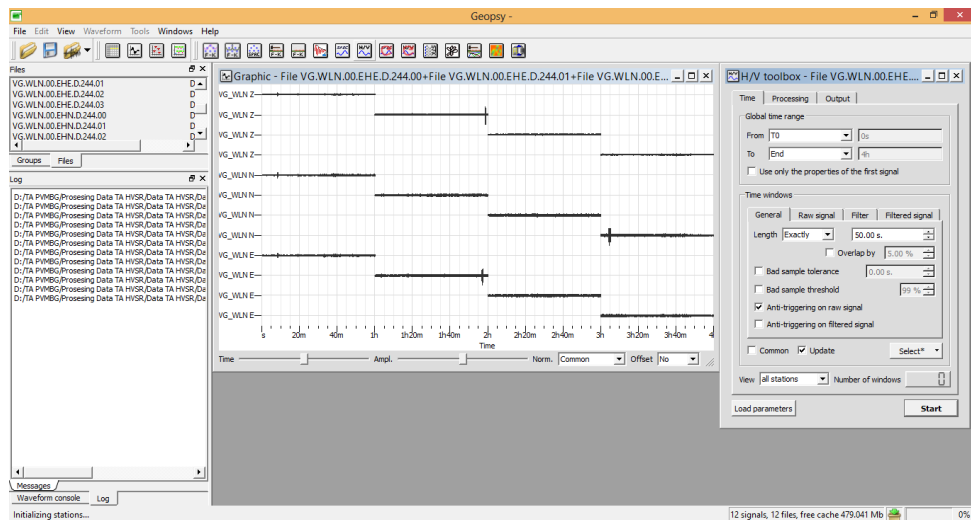 Geopsy -
File Edit View Waveform Tools Windows Help
Files
VG.WLN.00.EHE.D.244.01 D
VG.WLN.00.EHE.D.244.02 D
VG.WLN.00.EHE.D.244.03 D
VG.WLN.00.EHN.D.244.00 D
VG.WLN.00.EHN.D.244.01 D
VG.WLN.00.EHN.D.244.02 D
Groups Files
Log
D:/TA PVMBG/Prosesing Data TA HVSR/Data TA HVSR/Da
D:/TA PVMBG/Prosesing Data TA HVSR/Data TA HVSR/Da
D:/TA PVMBG/Prosesing Data TA HVSR/Data TA HVSR/Da
D:/TA PVMBG/Prosesing Data TA HVSR/Data TA HVSR/Da
D:/TA PVMBG/Prosesing Data TA HVSR/Data TA HVSR/Da
D:/TA PVMBG/Prosesing Data TA HVSR/Data TA HVSR/Da
D:/TA PVMBG/Prosesing Data TA HVSR/Data TA HVSR/Da
D:/TA PVMBG/Prosesing Data TA HVSR/Data TA HVSR/Da
D:/TA PVMBG/Prosesing Data TA HVSR/Data TA HVSR/Da
D:/TA PVMBG/Prosesing Data TA HVSR/Data TA HVSR/Da
D:/TA PVMBG/Prosesing Data TA HVSR/Data TA HVSR/Da
D:/TA PVMBG/Prosesing Data TA HVSR/Data TA HVSR/Da
Messages
Waveform console Log
Initializing stations...
Graphic - File VG.WLN.00.EHE.D.244.00+File VG.WLN.00.EHE.D.244.01+File VG.WLN.00.E...
VG_WLN Z
VG_WLN Z
VG_WLN Z
VG_WLN Z
VG_WLN N
VG_WLN N
VG_WLN N
VG_WLN N
VG_WLN E
VG_WLN E
VG_WLN E
VG_WLN E
s 20m 40m 1h 1h20m 1h40m 2h 2h20m 2h40m 3h 3h20m 3h40m 4
Time
Time Ampl. Norm. Common Offset No
H/V toolbox - File VG.WLN.00.EHE....
Time Processing Output
Global time range
From T0 0s
To End 4h
Use only the properties of the first signal
Time windows
General Raw signal Filter Filtered signal
Length Exactly 50.00 s.
Overlap by 5.00 %
Bad sample tolerance 0.00 s.
Bad sample threshold 99 %
Anti-triggering on raw signal
Anti-triggering on filtered signal
Common Update Select*
View all stations Number of windows 0
Load parameters Start
12 signals, 12 files, free cache 479.041 Mb 0%